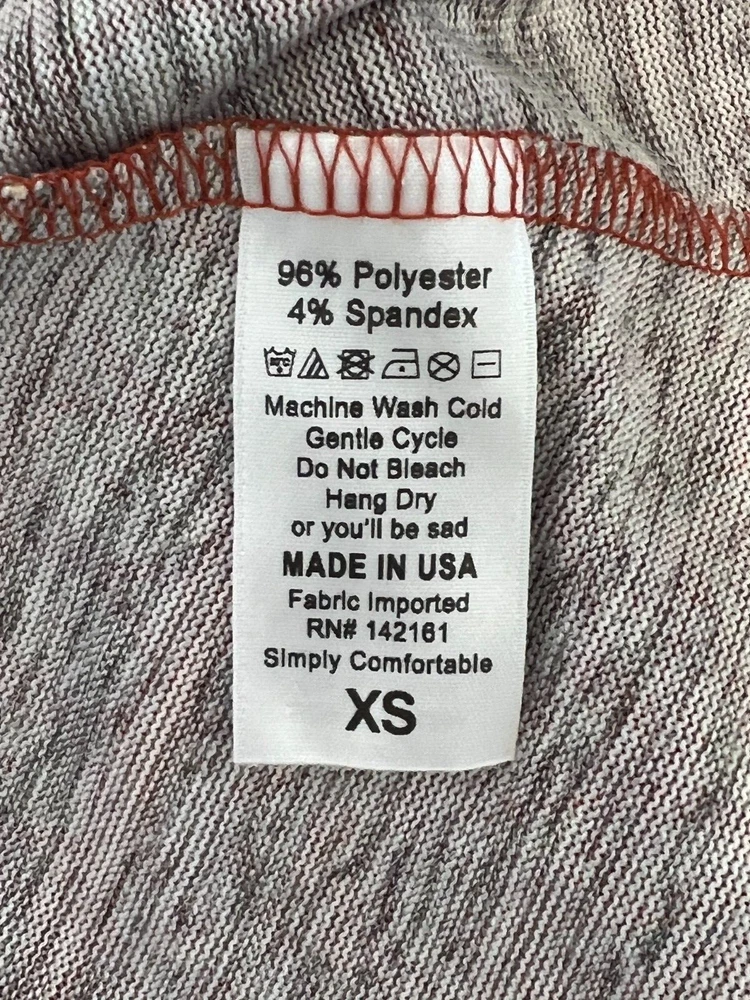 96% Polyester
4% Spandex
Machine Wash Cold
Gentle Cycle
Do Not Bleach
Hang Dry
or you'll be sad
MADE IN USA
Fabric Imported
RN# 142161
Simply Comfortable
XS